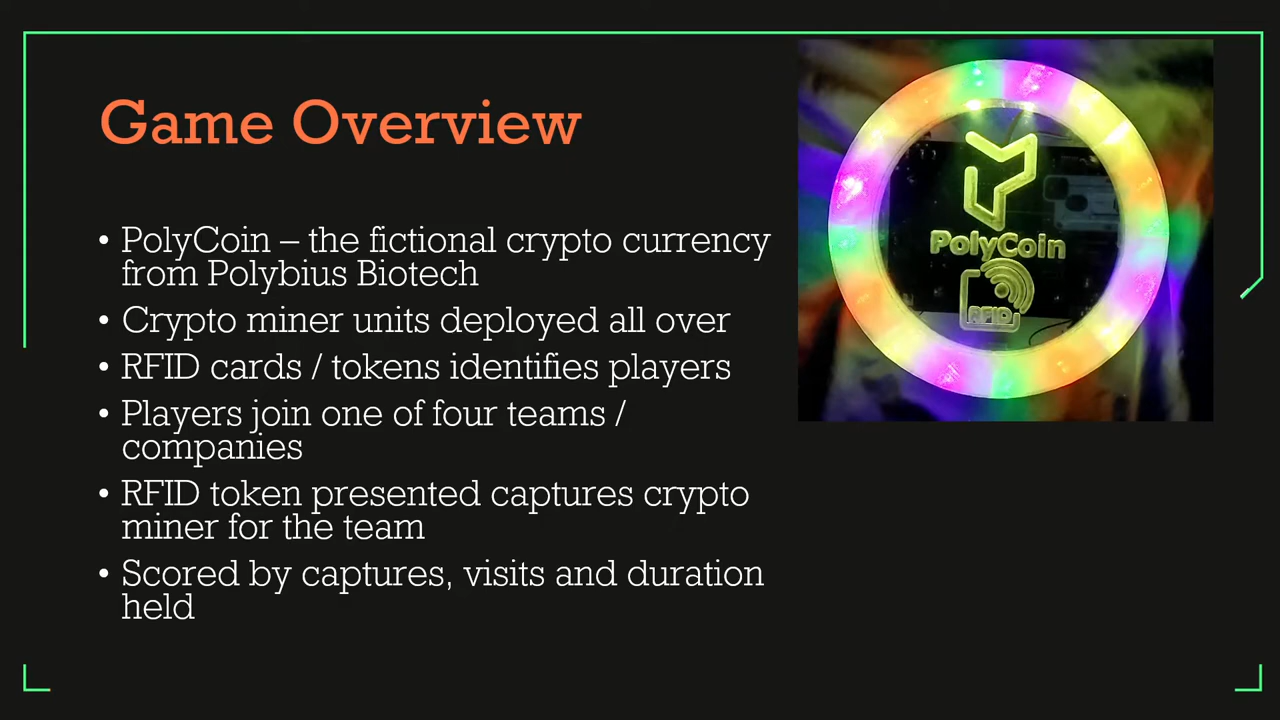 Game Overview
• PolyCoin – the fictional crypto currency
from Polybius Biotech
• Crypto miner units deployed all over
• RFID cards / tokens identifies players
• Players join one of four teams /
companies
• RFID token presented captures crypto
miner for the team
• Scored by captures, visits and duration
held
PolyCoin
RFID